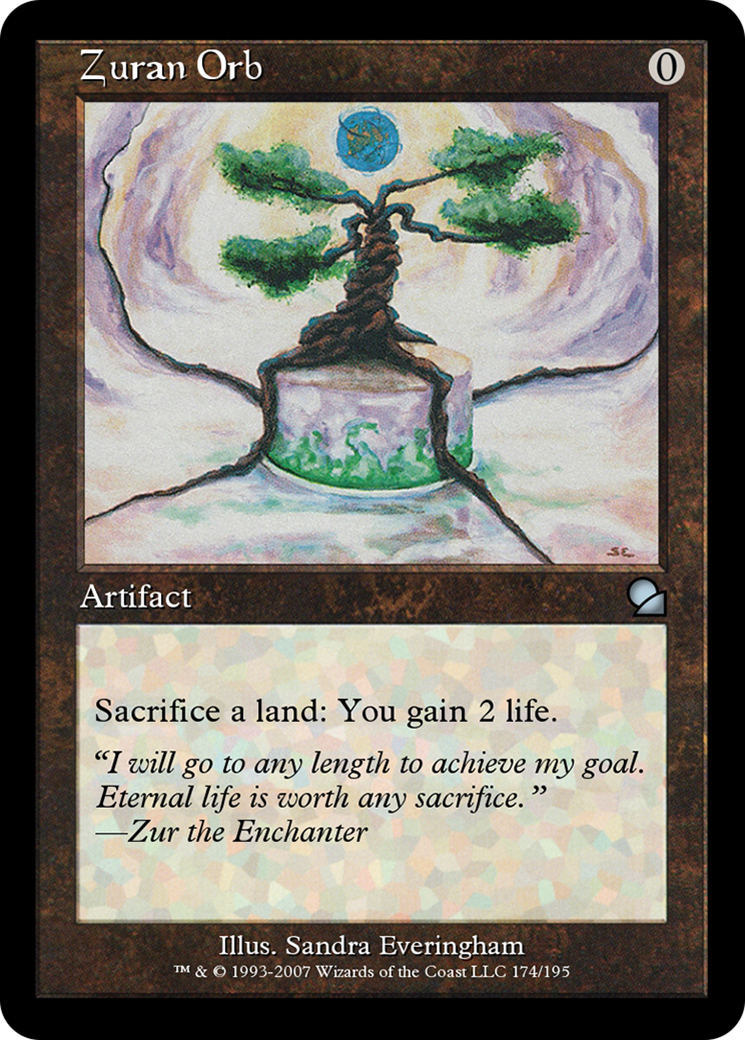 Zuran Orb
0
SE
Artifact
Sacrifice a land: You gain 2 life.
“I will go to any length to achieve my goal.
Eternal life is worth any sacrifice.”
—Zur the Enchanter
Illus. Sandra Everingham
™ & © 1993-2007 Wizards of the Coast LLC 174/195